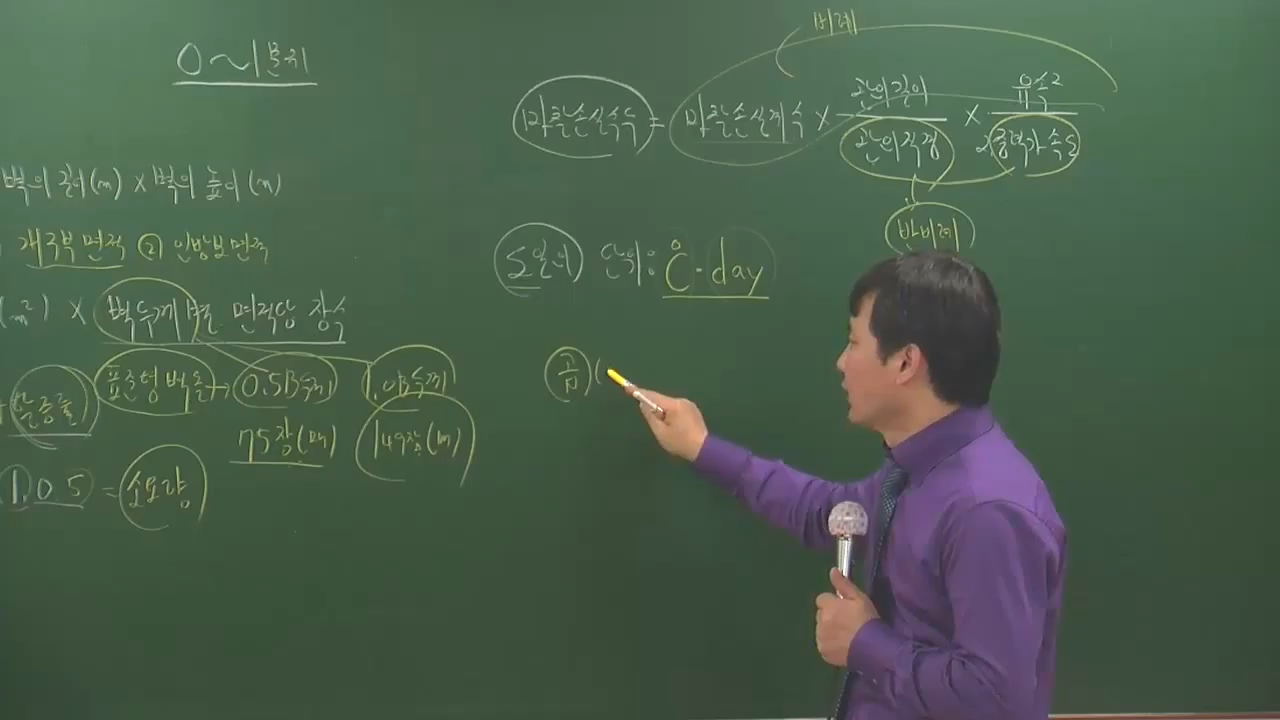 0~1분지
벽의 길이(m) × 벽의 높이(m)
개구부 면적 ② 인방보 면적
(m²) × 벽두께별 면적당 장수
표준형 벽돌 → 0.5B두께 1.0B두께
할증률
75장(매) 149장(매)
1.05 = 소요량
비례
마찰손실수두 = 마찰손실계수 × 관의길이 / 관의직경 × 유속² / 2.중력가속도
반비례
도일의 단위: ℃·day